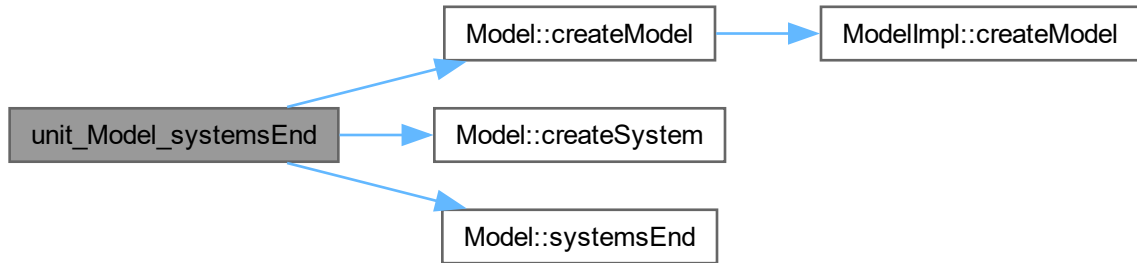 Model::createModel
ModelImpl::createModel
unit_Model_systemsEnd
Model::createSystem
Model::systemsEnd